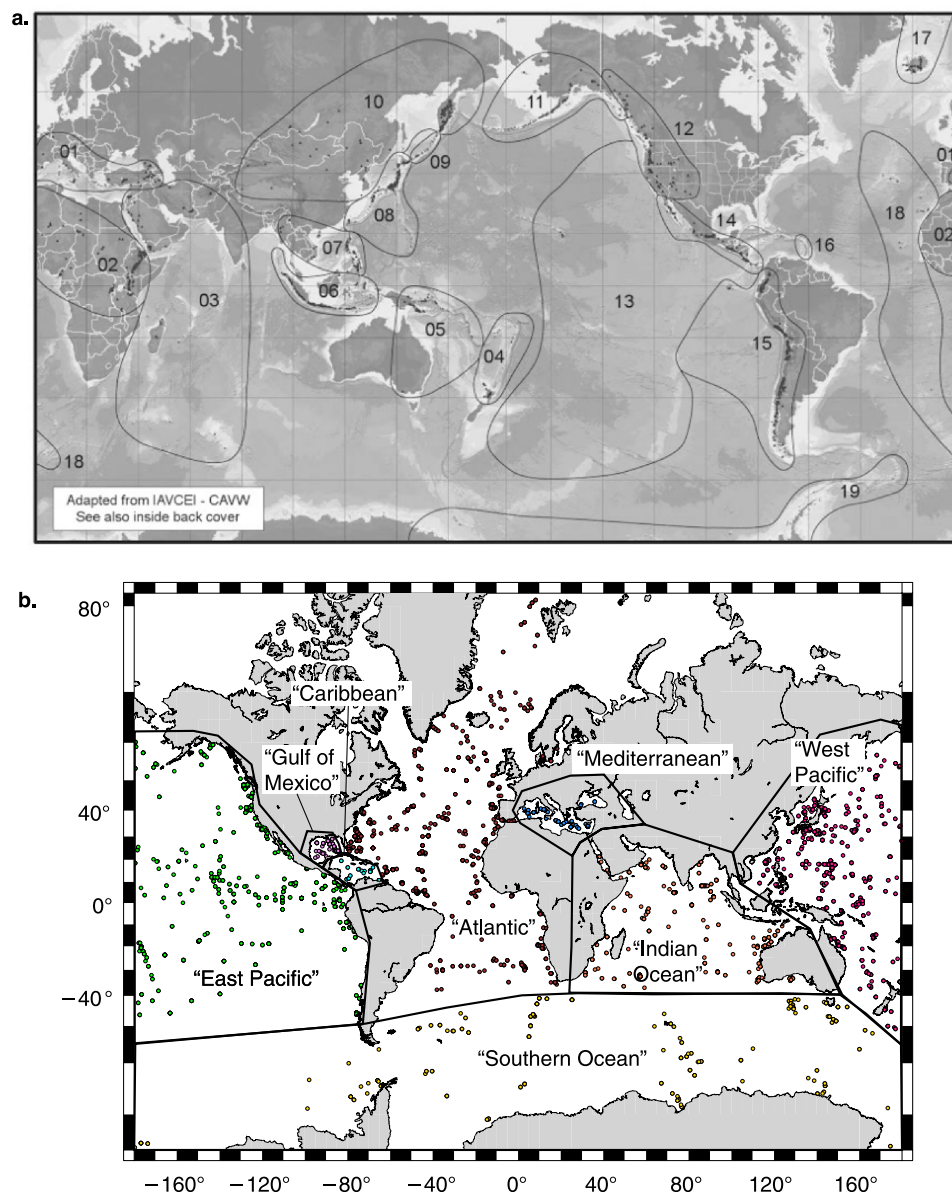 a.
17
10
11
12
01
09
01
14
08
18
16
02
07
02
03
06
13
05
04
15
18
19
Adapted from IAVCEI - CAVW
See also inside back cover
b.
80°
“Caribbean”
“Gulf of
Mexico”
“Mediterranean”
“West
Pacific”
40°
0°
“Atlantic”
“Indian
Ocean”
“East Pacific”
−40°
“Southern Ocean”
−160° −120° −80° −40° 0° 40° 80° 120° 160°